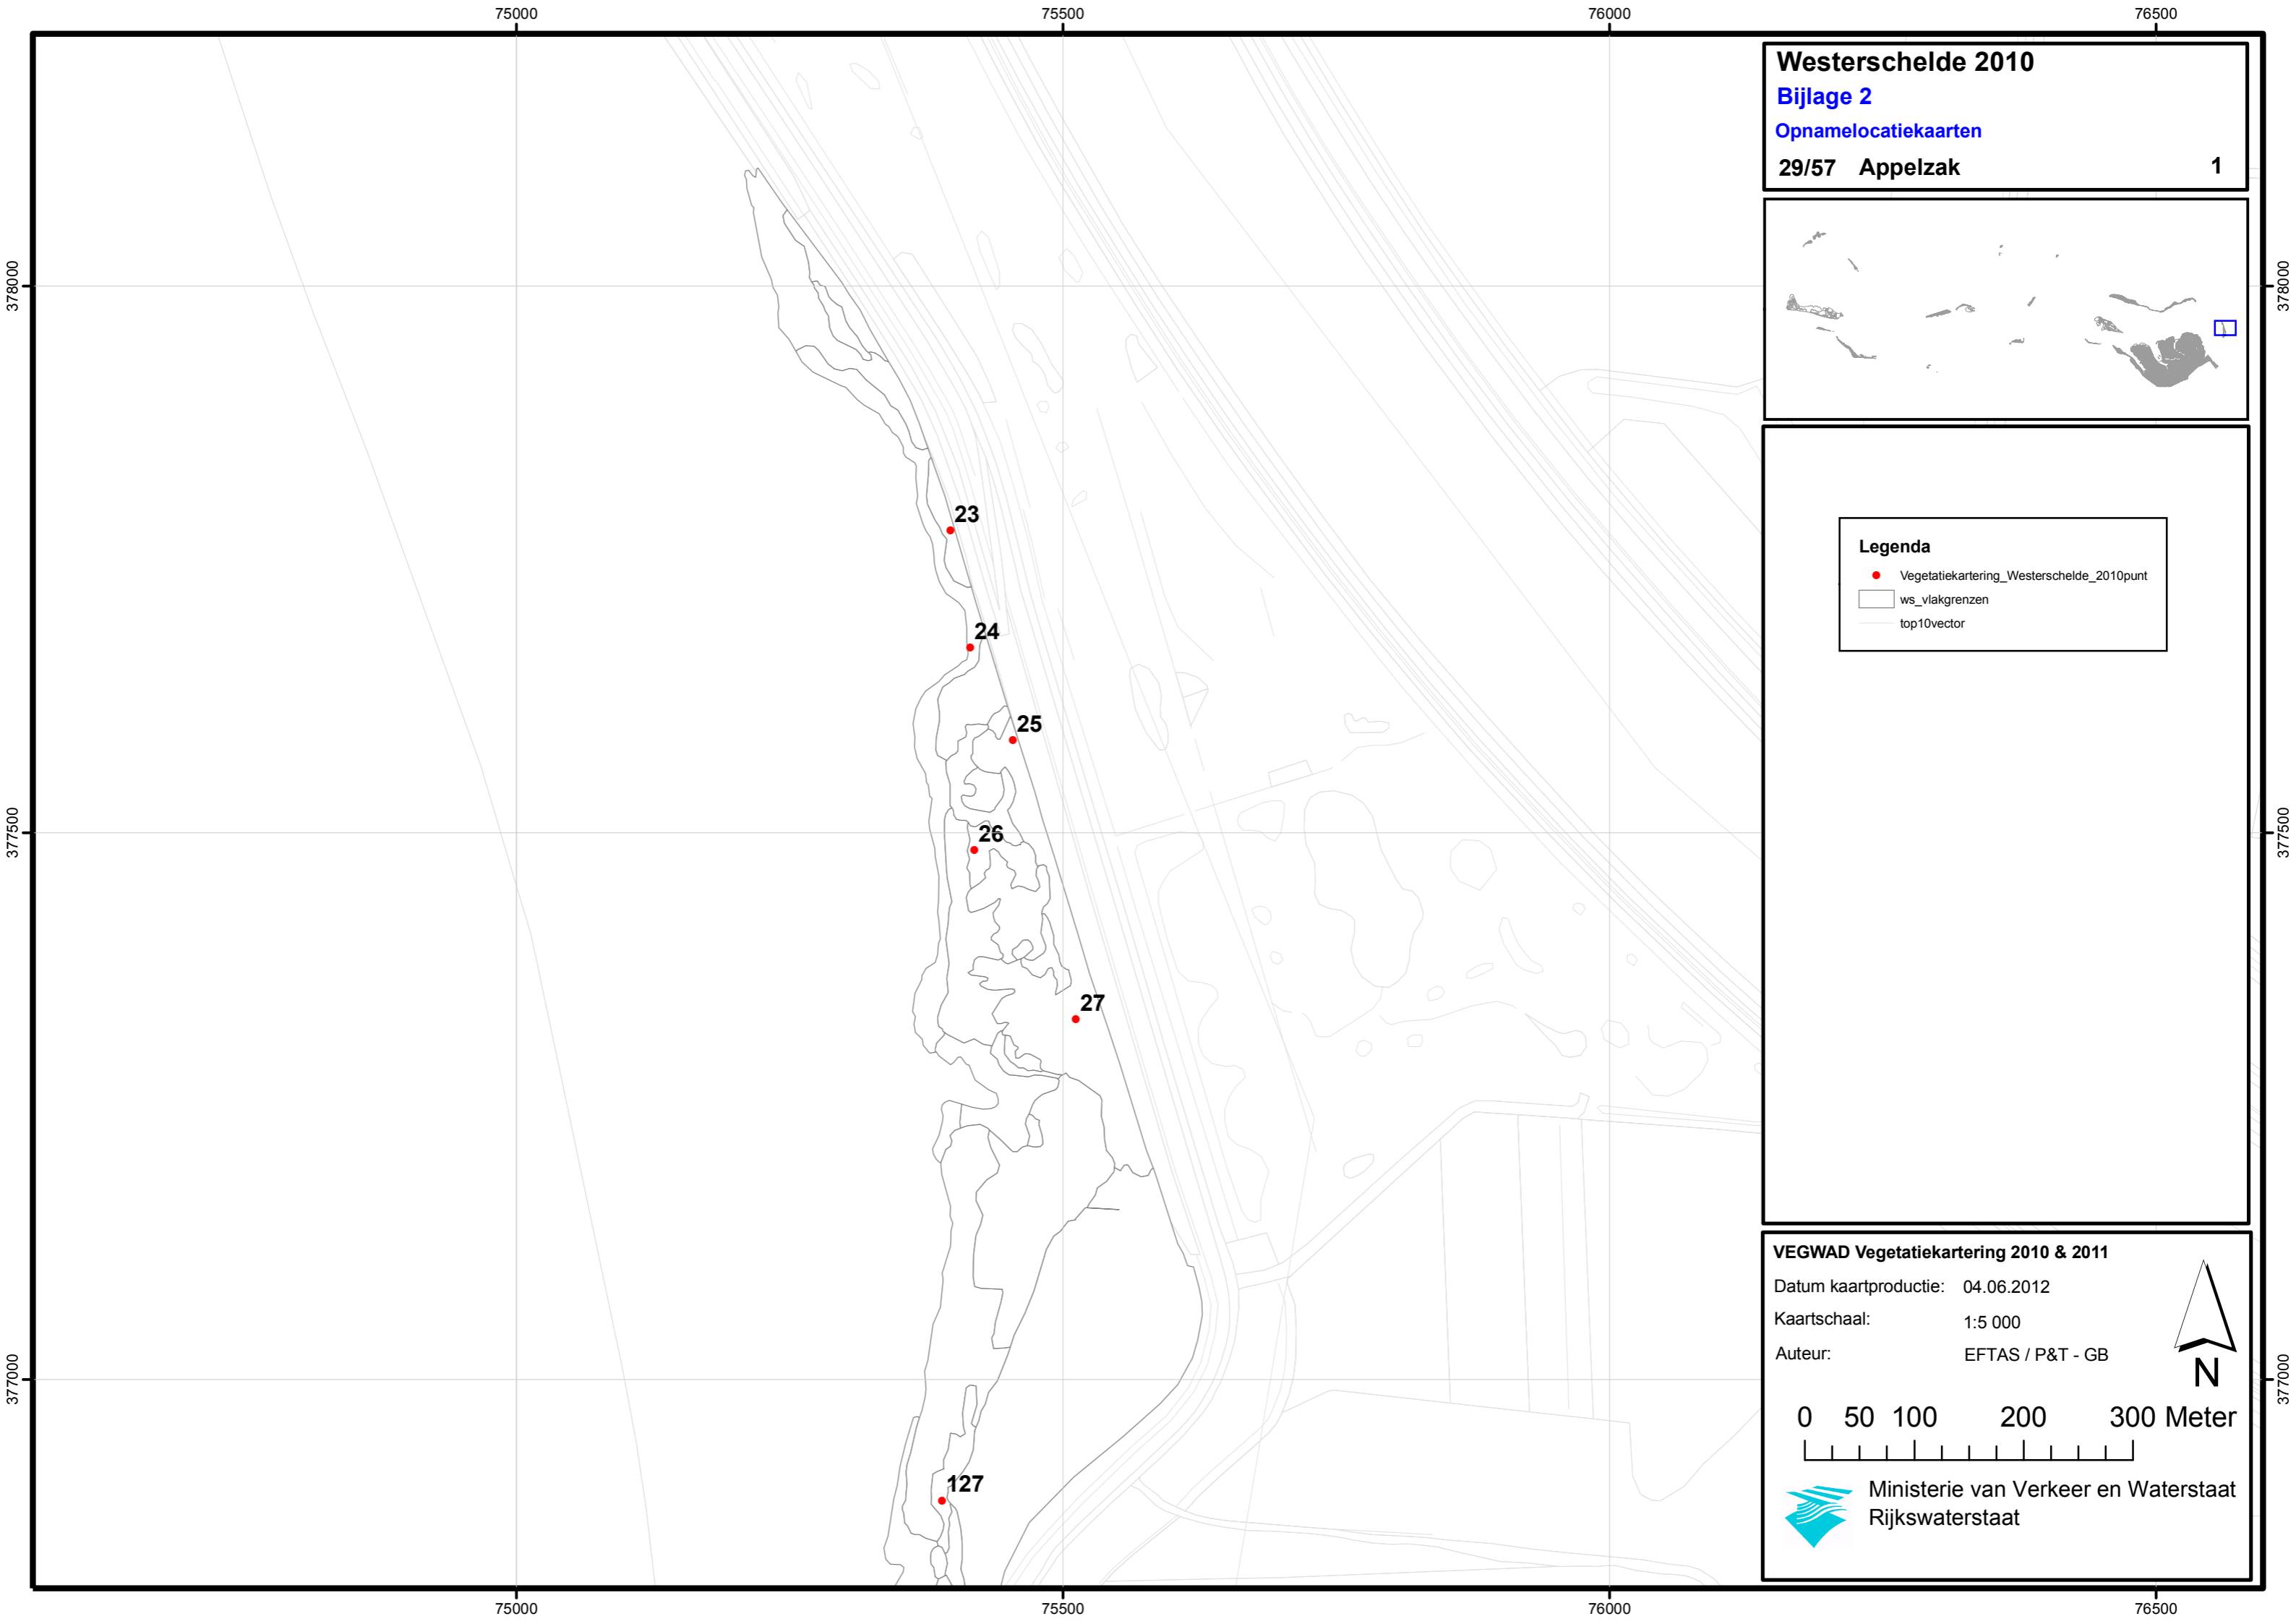 75000 75500 76000 76500
Westerschelde 2010
Bijlage 2
Opnamelocatiekaarten
29/57 Appelzak 1
378000 378000
23
Legenda
Vegetatiekartering_Westerschelde_2010punt
ws_vlakgrenzen
top10vector
24
25
377500 377500
26
27
VEGWAD Vegetatiekartering 2010 & 2011
Datum kaartproductie: 04.06.2012
Kaartschaal: 1:5 000
Auteur: EFTAS / P&T - GB
N
377000 377000
0 50 100 200 300 Meter
127
Ministerie van Verkeer en Waterstaat
Rijkswaterstaat
75000 75500 76000 76500